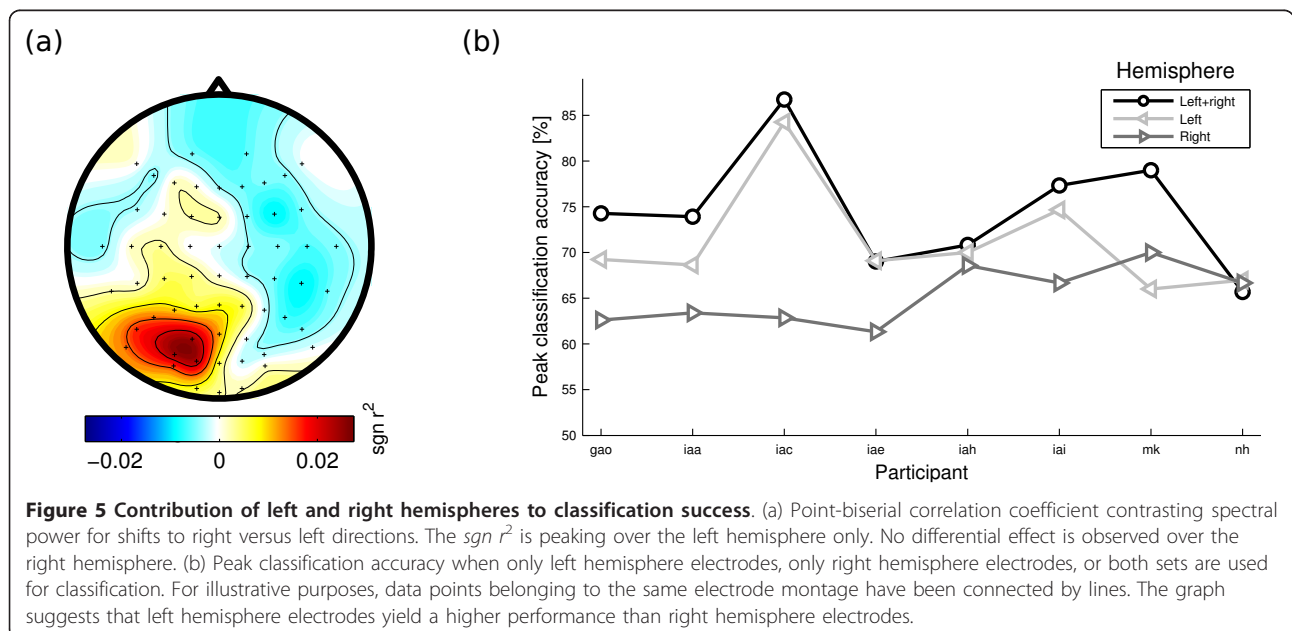 (a)
(b)
Hemisphere
Left+right
Left
Right
Peak classification accuracy [%]
85
80
75
70
65
60
55
50
gao iaa iac iae iah iai mk nh
Participant
sgn r²
−0.02 0 0.02
Figure 5 Contribution of left and right hemispheres to classification success. (a) Point-biserial correlation coefficient contrasting spectral
power for shifts to right versus left directions. The sgn r² is peaking over the left hemisphere only. No differential effect is observed over the
right hemisphere. (b) Peak classification accuracy when only left hemisphere electrodes, only right hemisphere electrodes, or both sets are used
for classification. For illustrative purposes, data points belonging to the same electrode montage have been connected by lines. The graph
suggests that left hemisphere electrodes yield a higher performance than right hemisphere electrodes.